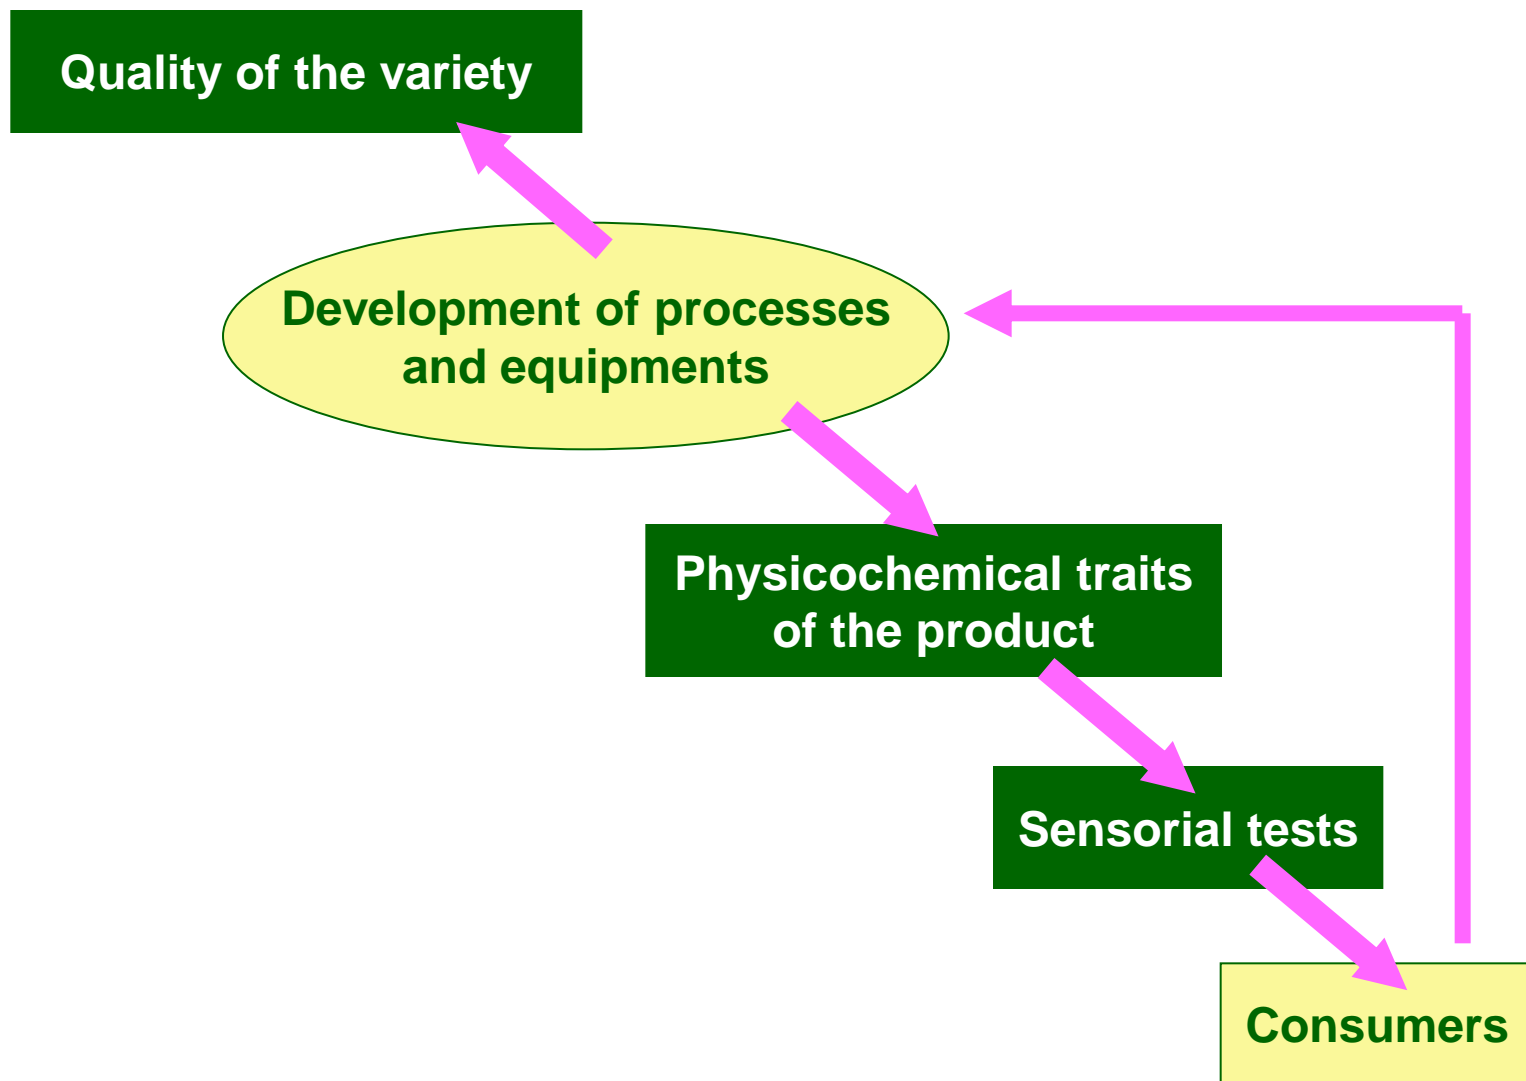 Quality of the variety
Development of processes
and equipments
Physicochemical traits
of the product
Sensorial tests
Consumers